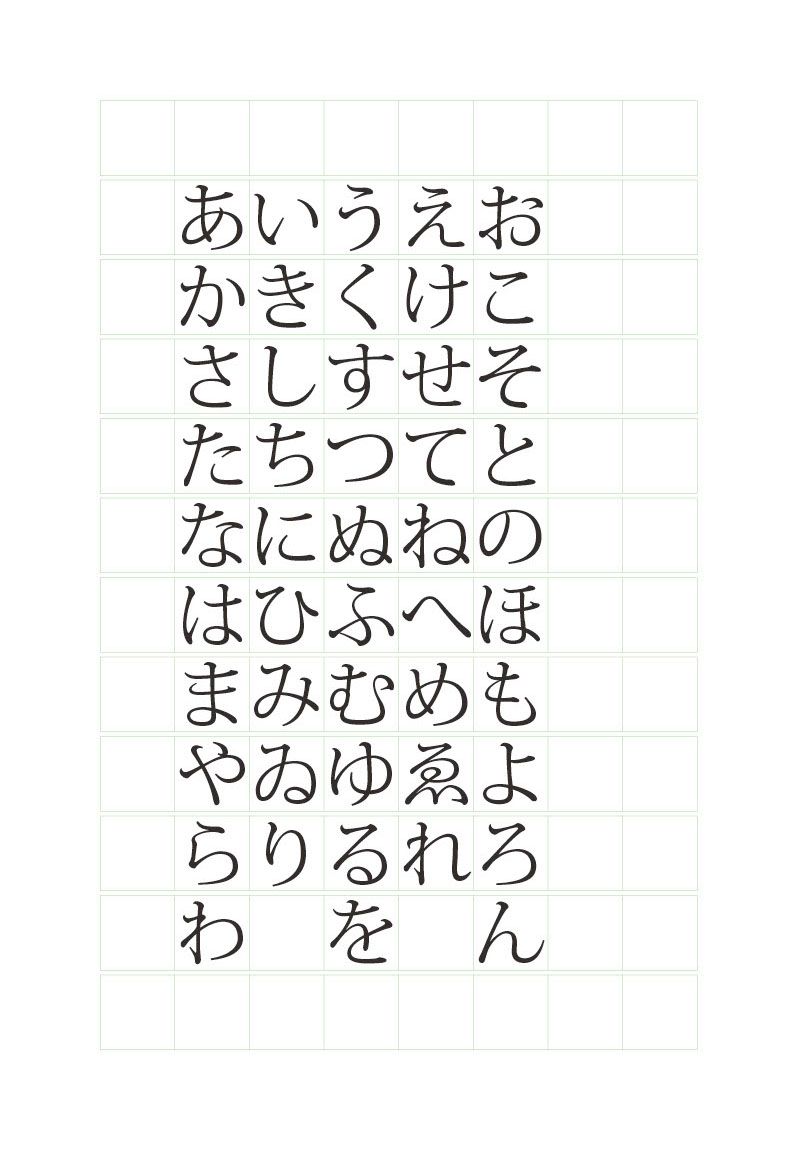 あいうえお
かきくけこ
さしすせそ
たちつてと
なにぬねの
はひふへほ
まみむめも
やゐゆゑよ
らりるれろ
わ　を　ん